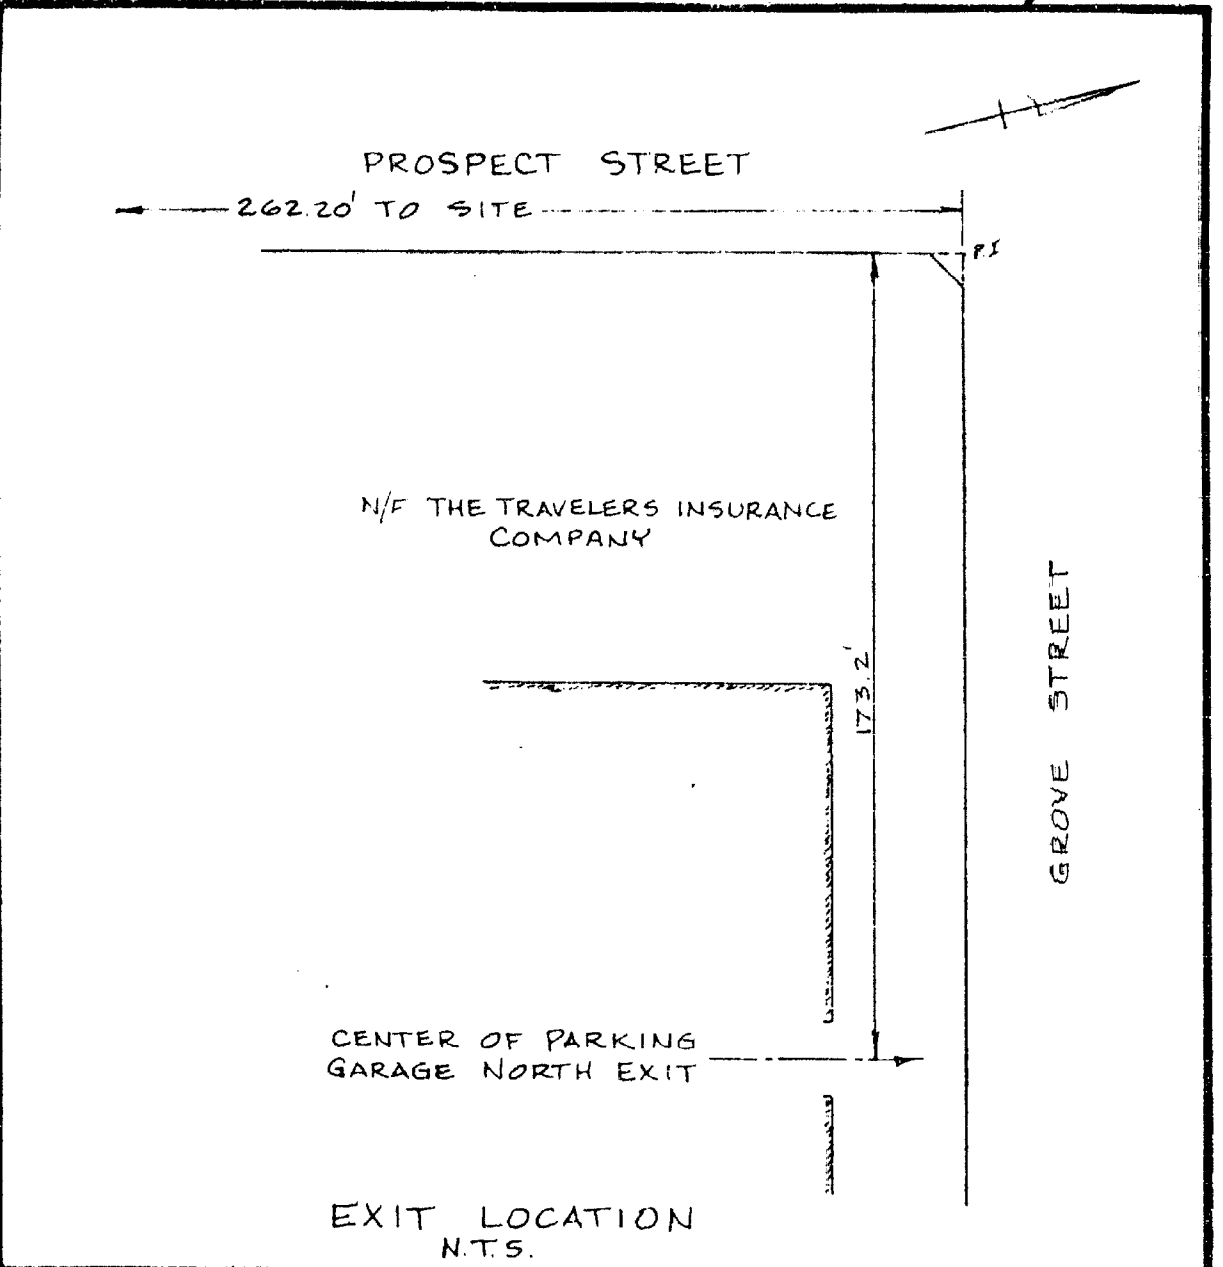 PROSPECT STREET
262.20' TO SITE
P.I
N/F THE TRAVELERS INSURANCE
COMPANY
173.2'
GROVE STREET
CENTER OF PARKING
GARAGE NORTH EXIT
EXIT LOCATION
N.T.S.